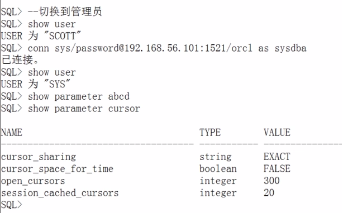 SQL> --切换到管理员
SQL> show user
USER 为 "SCOTT"
SQL> conn sys/password@192.168.56.101:1521/orcl as sysdba
已连接。
SQL> show user
USER 为 "SYS"
SQL> show parameter abcd
SQL> show parameter cursor
NAME TYPE VALUE
------------------------------------ ----------- ------------------------------
cursor_sharing string EXACT
cursor_space_for_time boolean FALSE
open_cursors integer 300
session_cached_cursors integer 20
SQL>